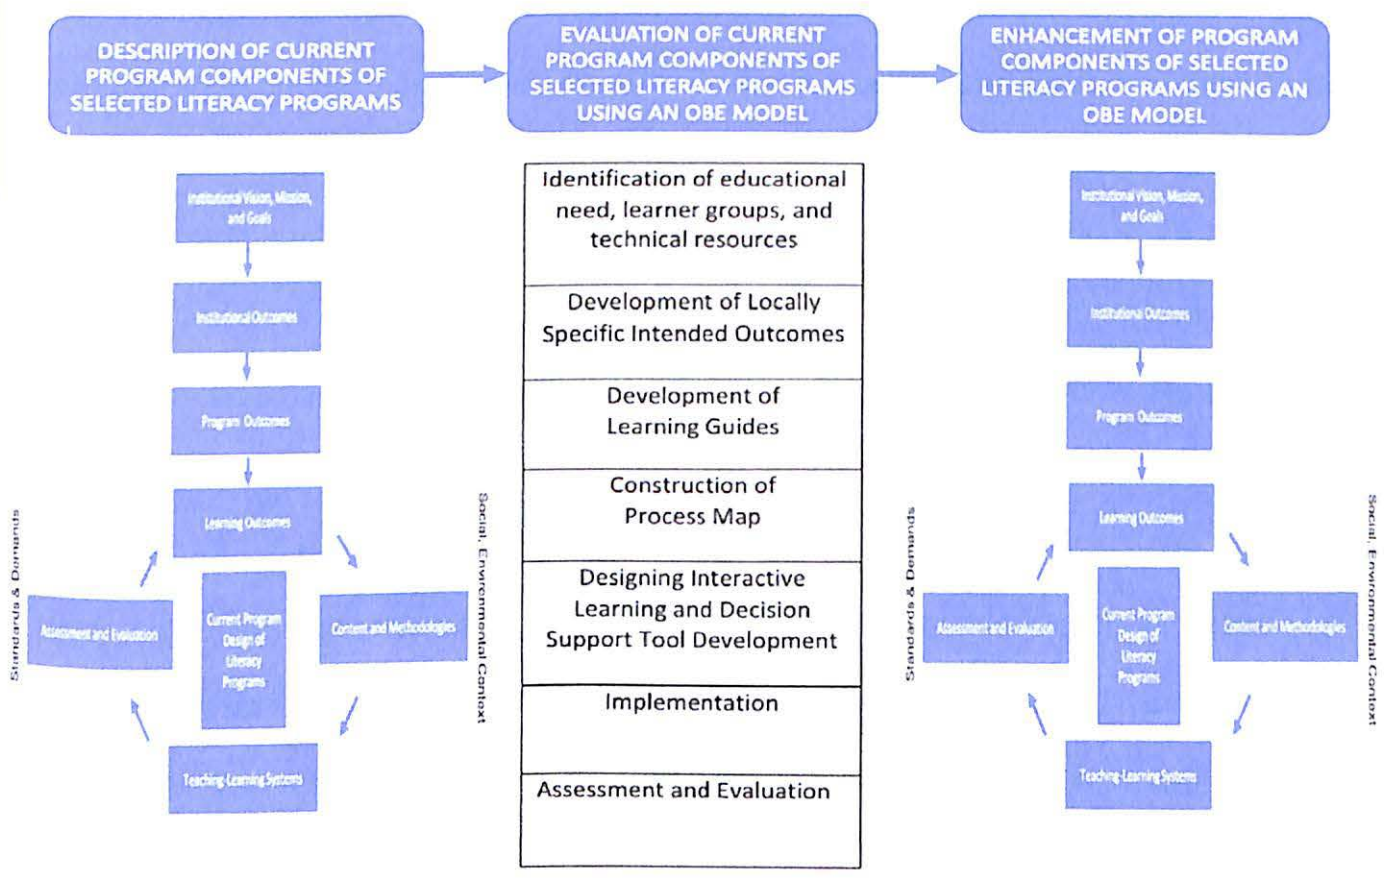 DESCRIPTION OF CURRENT
PROGRAM COMPONENTS OF
SELECTED LITERACY PROGRAMS
EVALUATION OF CURRENT
PROGRAM COMPONENTS OF
SELECTED LITERACY PROGRAMS
USING AN OBE MODEL
ENHANCEMENT OF PROGRAM
COMPONENTS OF SELECTED
LITERACY PROGRAMS USING AN
OBE MODEL
Institutional Vision, Mission,
and Goals
Institutional Outcomes
Program Outcomes
Learning Outcomes
Standards & Demands
Social, Environmental Context
Assessment and Evaluation
Current Program
Design of
Literacy
Programs
Content and Methodologies
Teaching-Learning Systems
Identification of educational
need, learner groups, and
technical resources
Development of Locally
Specific Intended Outcomes
Development of
Learning Guides
Construction of
Process Map
Designing Interactive
Learning and Decision
Support Tool Development
Implementation
Assessment and Evaluation
Institutional Vision, Mission,
and Goals
Institutional Outcomes
Program Outcomes
Learning Outcomes
Standards & Demands
Social, Environmental Context
Assessment and Evaluation
Current Program
Design of
Literacy
Programs
Content and Methodologies
Teaching-Learning Systems